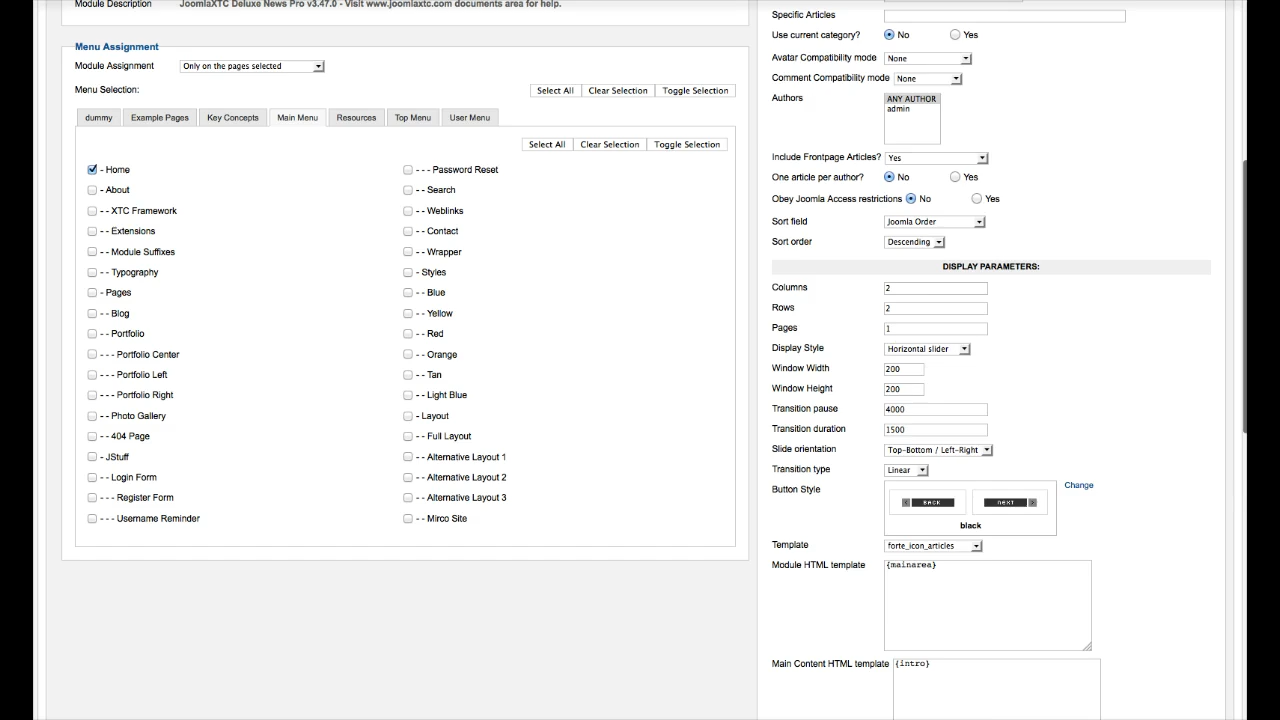 Module Description JoomlaXTC Deluxe News Pro v3.47.0 - Visit www.joomlaxtc.com documents area for help.
Menu Assignment
Module Assignment Only on the pages selected
Menu Selection: Select All Clear Selection Toggle Selection
dummy Example Pages Key Concepts Main Menu Resources Top Menu User Menu
Select All Clear Selection Toggle Selection
- Home
- About
- - XTC Framework
- - Extensions
- - Module Suffixes
- - Typography
- Pages
- - Blog
- - Portfolio
- - - Portfolio Center
- - - Portfolio Left
- - - Portfolio Right
- - Photo Gallery
- - 404 Page
- JStuff
- - Login Form
- - - Register Form
- - - Username Reminder
- - - Password Reset
- - Search
- - Weblinks
- - Contact
- - Wrapper
- Styles
- - Blue
- - Yellow
- - Red
- - Orange
- - Tan
- - Light Blue
- Layout
- - Full Layout
- - Alternative Layout 1
- - Alternative Layout 2
- - Alternative Layout 3
- - Mirco Site
Specific Articles
Use current category? No Yes
Avatar Compatibility mode None
Comment Compatibility mode None
Authors ANY AUTHOR
admin
Include Frontpage Articles? Yes
One article per author? No Yes
Obey Joomla Access restrictions No Yes
Sort field Joomla Order
Sort order Descending
DISPLAY PARAMETERS:
Columns 2
Rows 2
Pages 1
Display Style Horizontal slider
Window Width 200
Window Height 200
Transition pause 4000
Transition duration 1500
Slide orientation Top-Bottom / Left-Right
Transition type Linear
Button Style BACK NEXT Change
black
Template forte_icon_articles
Module HTML template {mainarea}
Main Content HTML template {intro}